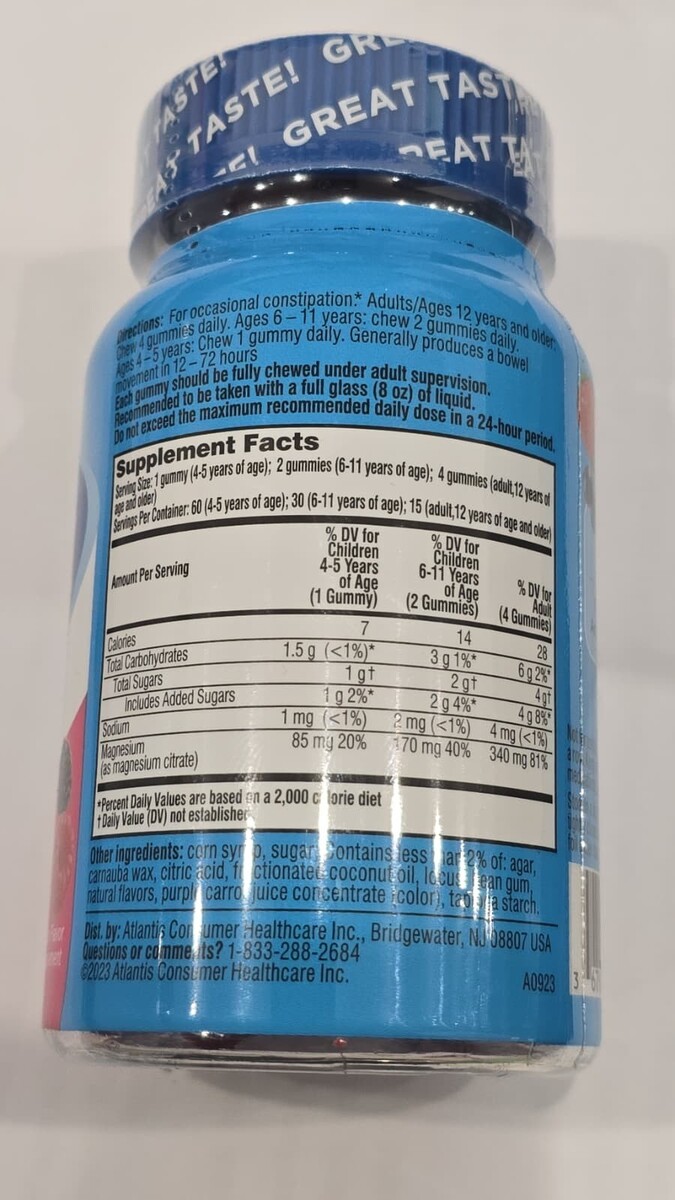 TASTE! GRE
TASTE! GREAT TAST
GREAT TA
Directions: For occasional constipation.* Adults/Ages 12 years and older:
Chew 4 gummies daily. Ages 6 – 11 years: chew 2 gummies daily.
Ages 4 – 5 years: Chew 1 gummy daily. Generally produces a bowel
movement in 12 – 72 hours
Each gummy should be fully chewed under adult supervision.
Recommended to be taken with a full glass (8 oz) of liquid.
Do not exceed the maximum recommended daily dose in a 24-hour period.
Supplement Facts
Serving Size: 1 gummy (4-5 years of age); 2 gummies (6-11 years of age); 4 gummies (adult,12 years of
age and older)
Servings Per Container: 60 (4-5 years of age); 30 (6-11 years of age); 15 (adult,12 years of age and older)
Amount Per Serving
% DV for
Children
4-5 Years
of Age
(1 Gummy)
% DV for
Children
6-11 Years
of Age
(2 Gummies)
% DV for
Adult
(4 Gummies)
Calories 7 14 28
Total Carbohydrates 1.5 g (<1%)* 3 g 1%* 6 g 2%*
Total Sugars 1 g† 2 g† 4 g†
Includes Added Sugars 1 g 2%* 2 g 4%* 4 g 8%*
Sodium 1 mg (<1%) 2 mg (<1%) 4 mg (<1%)
Magnesium 85 mg 20% 170 mg 40% 340 mg 81%
(as magnesium citrate)
*Percent Daily Values are based on a 2,000 calorie diet
† Daily Value (DV) not established
Other ingredients: corn syrup, sugar. Contains less than 2% of: agar,
carnauba wax, citric acid, fractionated coconut oil, locust bean gum,
natural flavors, purple carrot juice concentrate (color), tapioca starch.
Dist. by: Atlantis Consumer Healthcare Inc., Bridgewater, NJ 08807 USA
Questions or comments? 1-833-288-2684
©2023 Atlantis Consumer Healthcare Inc.
A0923
3